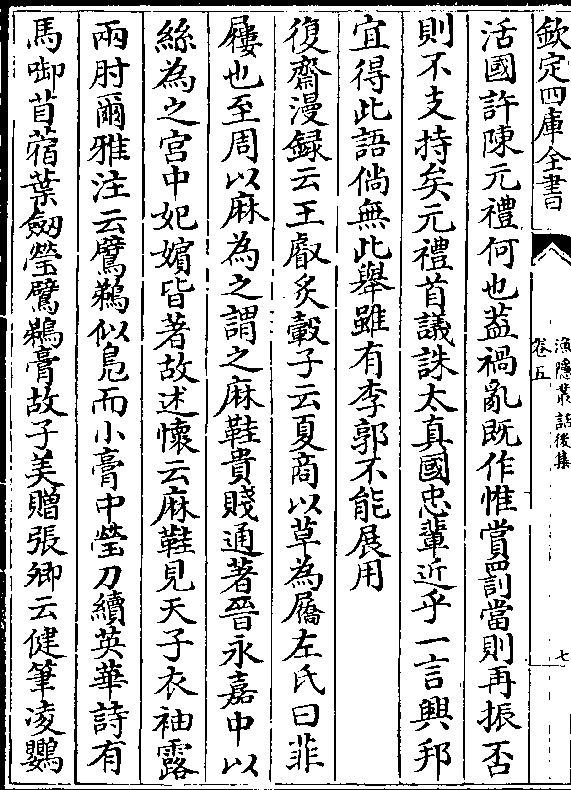 欽定四庫全書
漁隱叢話後集
卷五
七
活國許陳元禮何也蓋禍亂既作惟賞罰當則再振否
則不支持矣元禮首議誅太真國忠輩近乎一言興邦
宜得此語倘無此舉雖有李郭不能展用
復齋漫録云王叡炙轂子云夏商以草為屩左氏曰菲
屨也至周以麻為之謂之麻鞋貴賤通著晉永嘉中以
絲為之宮中妃嬪皆著故述懷云麻鞋見天子衣袖露
兩肘爾雅注云鷿鵜似鳧而小膏中瑩刀續英華詩有
馬啣苜蓿葉劒瑩鷿鵜膏故子美贈張卿云健筆凌鸚